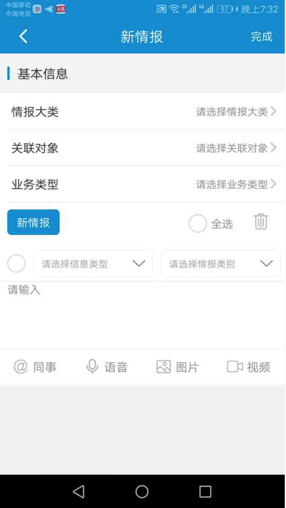 中国移动
中国电信
97 晚上7:32
新情报 完成
基本信息
情报大类 请选择情报大类
关联对象 请选择关联对象
业务类型 请选择业务类型
新情报 全选
请选择信息类型 请选择情报类别
请输入
@ 同事 语音 图片 视频